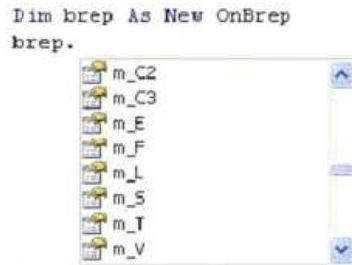 Dim brep As New OnBrep
brep.
m_C2
m_C3
m_E
m_F
m_L
m_S
m_T
m_V